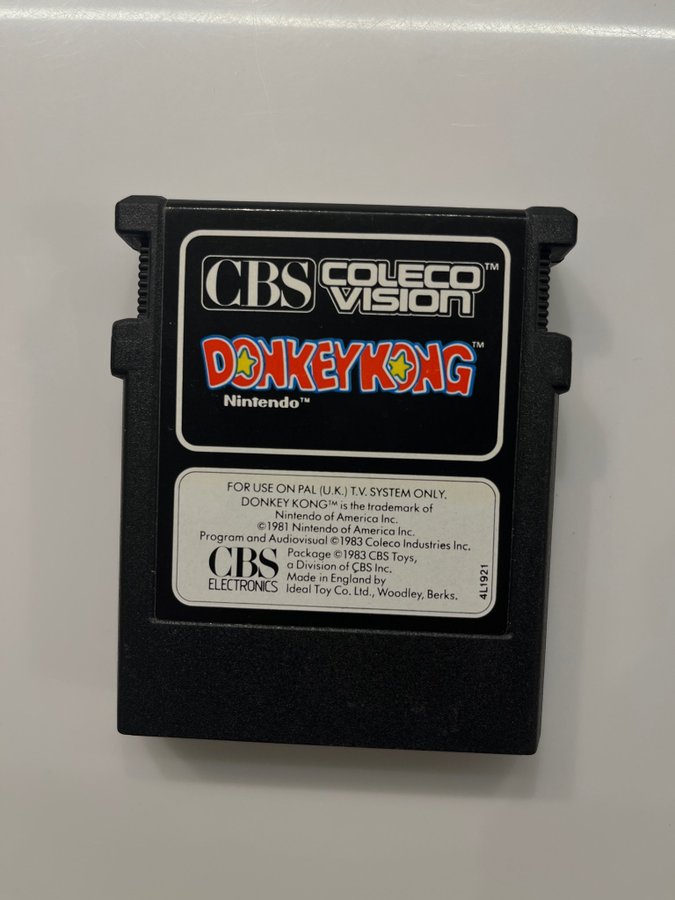 CBS COLECO VISION™
DONKEY KONG™
Nintendo™
FOR USE ON PAL (U.K.) T.V. SYSTEM ONLY.
DONKEY KONG™ is the trademark of
Nintendo of America Inc.
©1981 Nintendo of America Inc.
Program and Audiovisual ©1983 Coleco Industries Inc.
CBS ELECTRONICS
Package ©1983 CBS Toys,
a Division of CBS Inc.
Made in England by
Ideal Toy Co. Ltd., Woodley, Berks.
4L1921